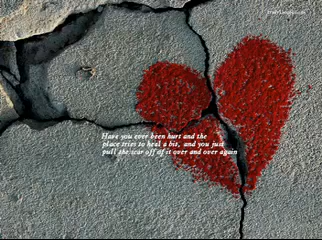 Have you ever been hurt and the
place tries to heal a bit, and you just
pull the scar off of it over and over again